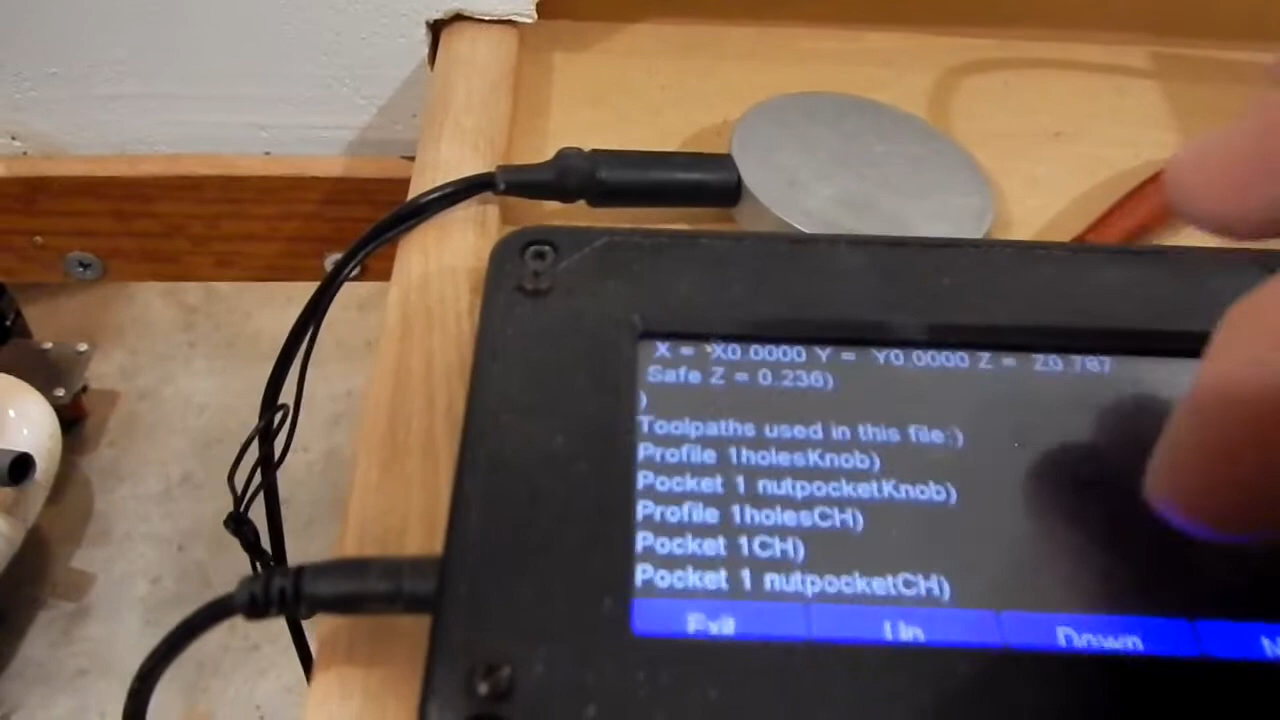 X = X0.0000 Y = Y0.0000 Z = Z0.787
Safe Z = 0.236)
)
Toolpaths used in this file:)
Profile 1holesKnob)
Pocket 1 nutpocketKnob)
Profile 1holesCH)
Pocket 1CH)
Pocket 1 nutpocketCH)
Exit Up Down